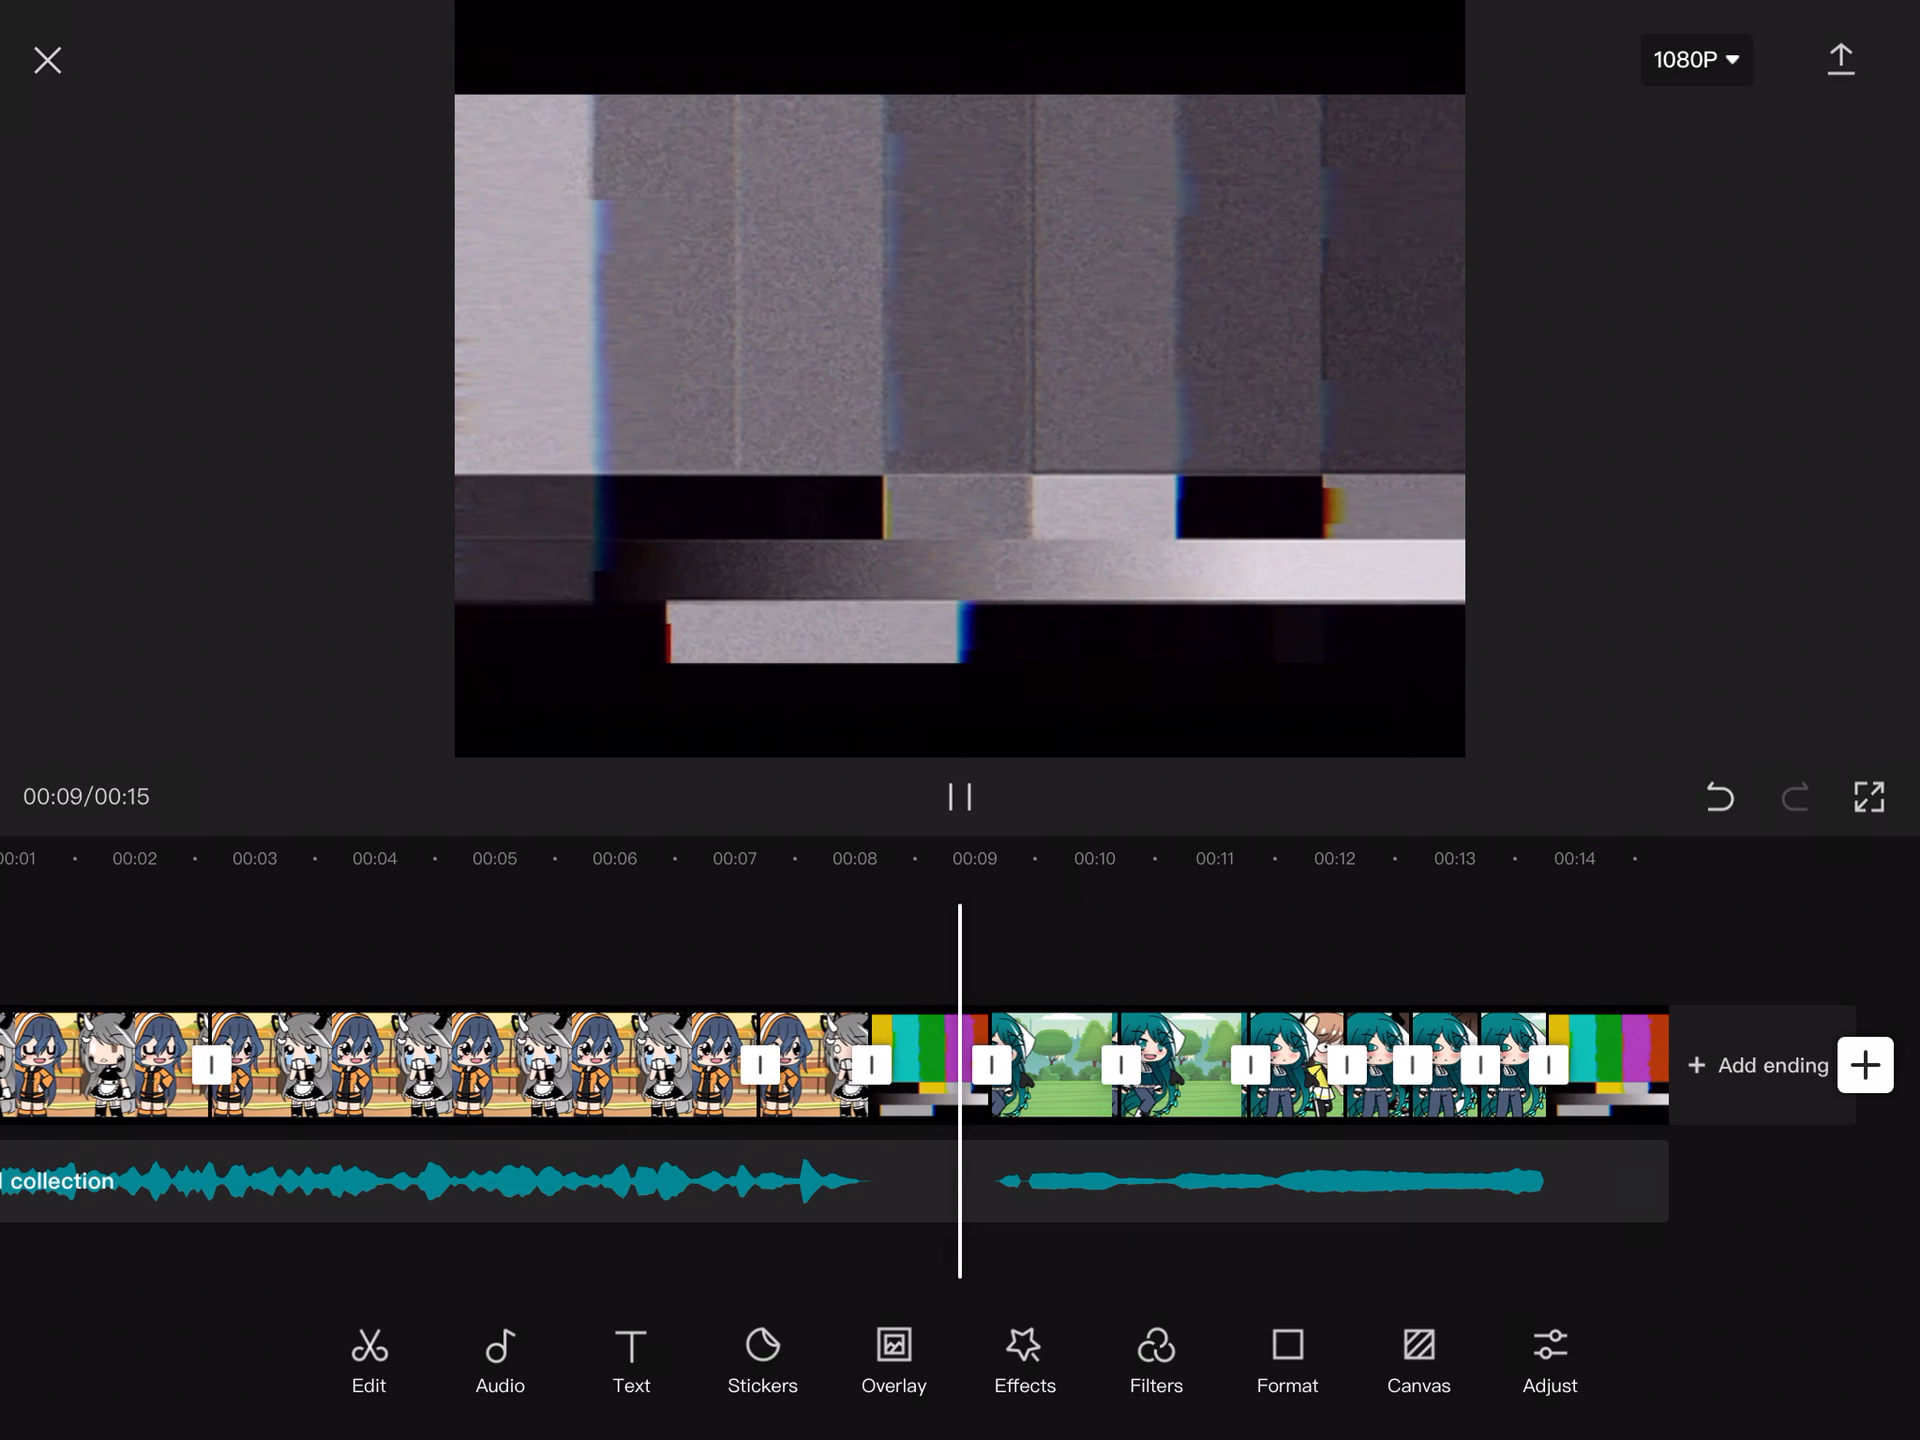 1080P
00:09/00:15
00:01 00:02 00:03 00:04 00:05 00:06 00:07 00:08 00:09 00:10 00:11 00:12 00:13 00:14
+ Add ending
collection
Edit Audio Text Stickers Overlay Effects Filters Format Canvas Adjust